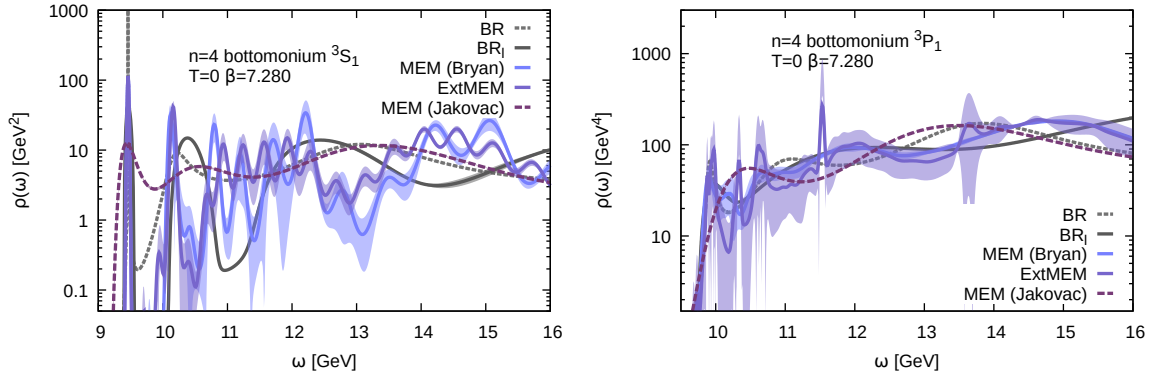 1000
100
10
1
0.1
ρ(ω) [GeV²]
n=4 bottomonium ³S₁
T=0 β=7.280
BR
BR_I
MEM (Bryan)
ExtMEM
MEM (Jakovac)
9 10 11 12 13 14 15 16
ω [GeV]
1000
100
10
ρ(ω) [GeV⁴]
n=4 bottomonium ³P₁
T=0 β=7.280
BR
BR_I
MEM (Bryan)
ExtMEM
MEM (Jakovac)
10 11 12 13 14 15 16
ω [GeV]